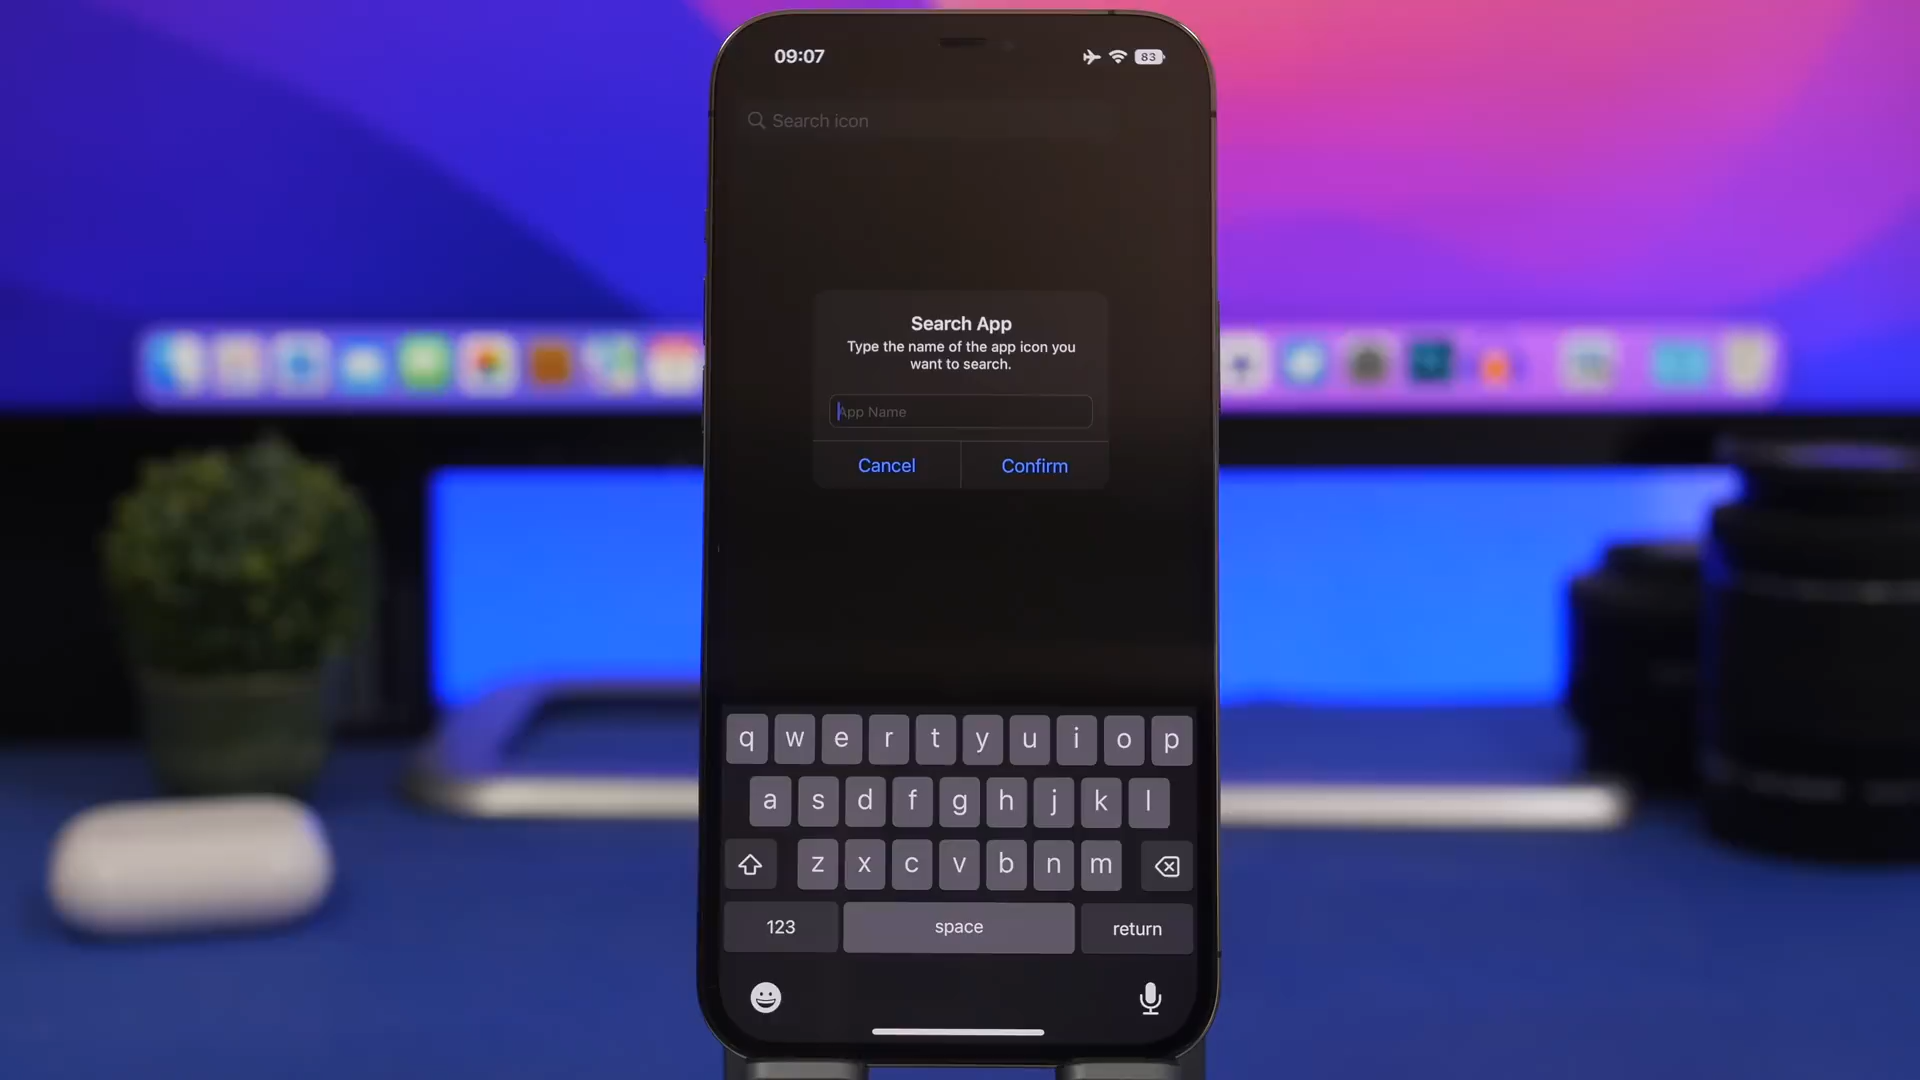 09:07
83
Search icon
Search App
Type the name of the app icon you
want to search.
App Name
Cancel Confirm
q w e r t y u i o p
a s d f g h j k l
z x c v b n m
123 space return